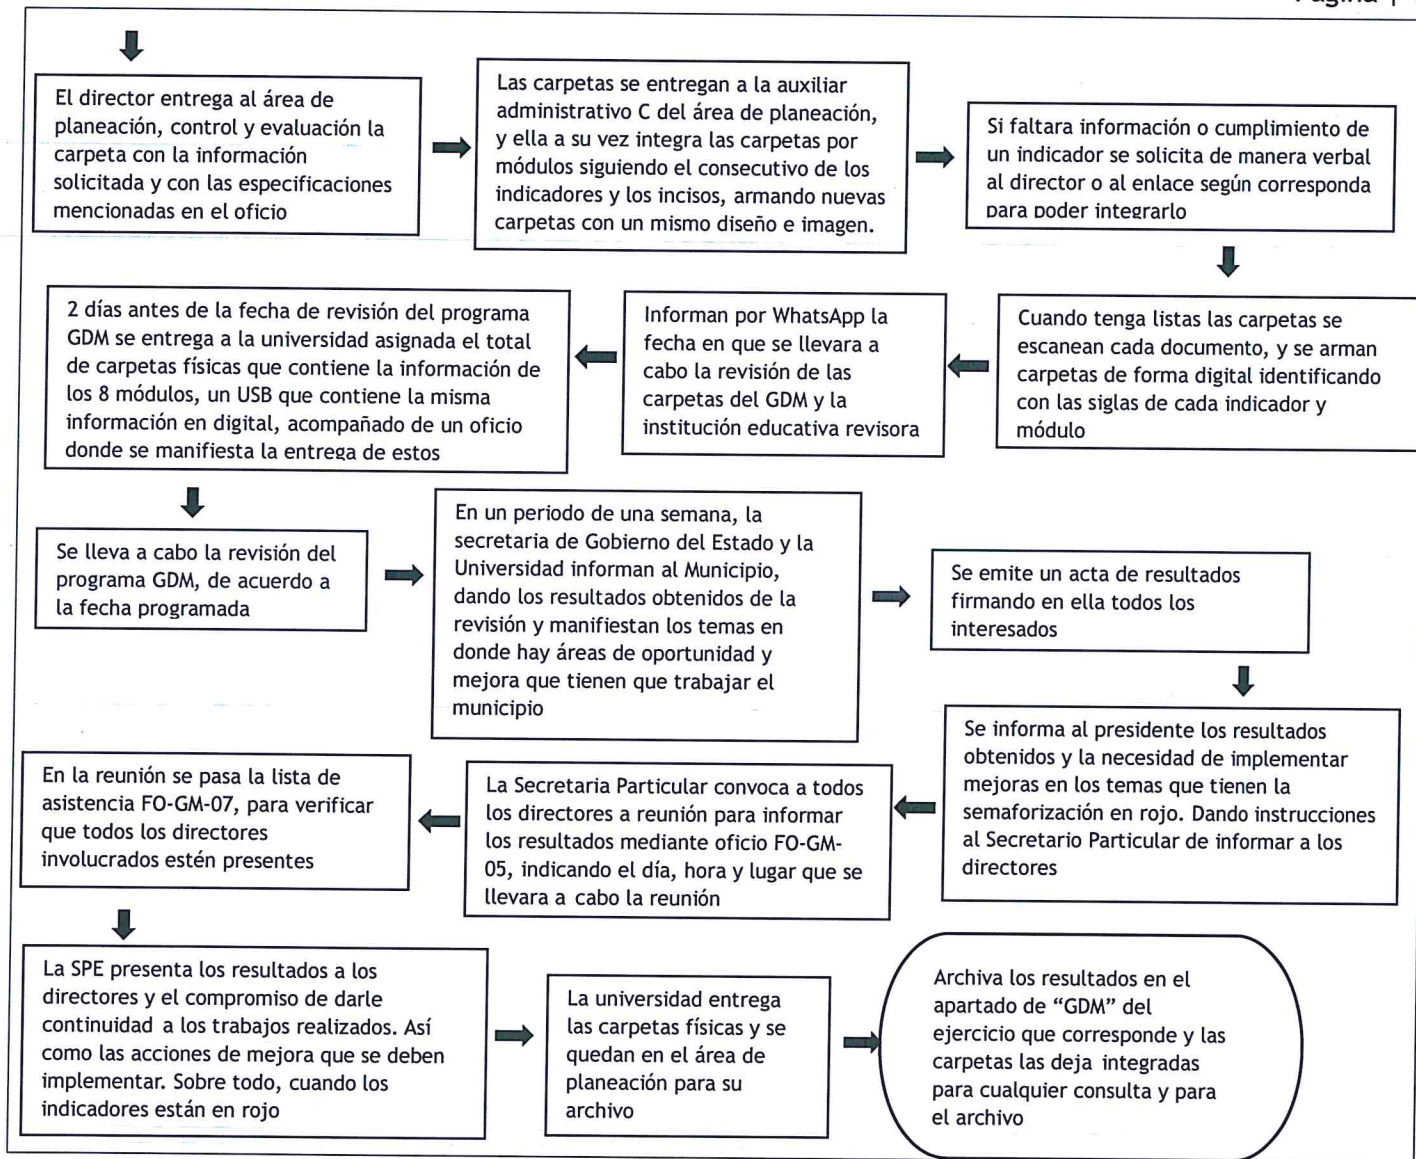 Página |
El director entrega al área de
planeación, control y evaluación la
carpeta con la información
solicitada y con las especificaciones
mencionadas en el oficio
Las carpetas se entregan a la auxiliar
administrativo C del área de planeación,
y ella a su vez integra las carpetas por
módulos siguiendo el consecutivo de los
indicadores y los incisos, armando nuevas
carpetas con un mismo diseño e imagen.
Si faltara información o cumplimiento de
un indicador se solicita de manera verbal
al director o al enlace según corresponda
para poder integrarlo
Cuando tenga listas las carpetas se
escanean cada documento, y se arman
carpetas de forma digital identificando
con las siglas de cada indicador y
módulo
Informan por WhatsApp la
fecha en que se llevara a
cabo la revisión de las
carpetas del GDM y la
institución educativa revisora
2 días antes de la fecha de revisión del programa
GDM se entrega a la universidad asignada el total
de carpetas físicas que contiene la información de
los 8 módulos, un USB que contiene la misma
información en digital, acompañado de un oficio
donde se manifiesta la entrega de estos
Se lleva a cabo la revisión del
programa GDM, de acuerdo a
la fecha programada
En un periodo de una semana, la
secretaria de Gobierno del Estado y la
Universidad informan al Municipio,
dando los resultados obtenidos de la
revisión y manifiestan los temas en
donde hay áreas de oportunidad y
mejora que tienen que trabajar el
municipio
Se emite un acta de resultados
firmando en ella todos los
interesados
Se informa al presidente los resultados
obtenidos y la necesidad de implementar
mejoras en los temas que tienen la
semaforización en rojo. Dando instrucciones
al Secretario Particular de informar a los
directores
La Secretaria Particular convoca a todos
los directores a reunión para informar
los resultados mediante oficio FO-GM-
05, indicando el día, hora y lugar que se
llevara a cabo la reunión
En la reunión se pasa la lista de
asistencia FO-GM-07, para verificar
que todos los directores
involucrados estén presentes
La SPE presenta los resultados a los
directores y el compromiso de darle
continuidad a los trabajos realizados. Así
como las acciones de mejora que se deben
implementar. Sobre todo, cuando los
indicadores están en rojo
La universidad entrega
las carpetas físicas y se
quedan en el área de
planeación para su
archivo
Archiva los resultados en el
apartado de “GDM” del
ejercicio que corresponde y las
carpetas las deja integradas
para cualquier consulta y para
el archivo